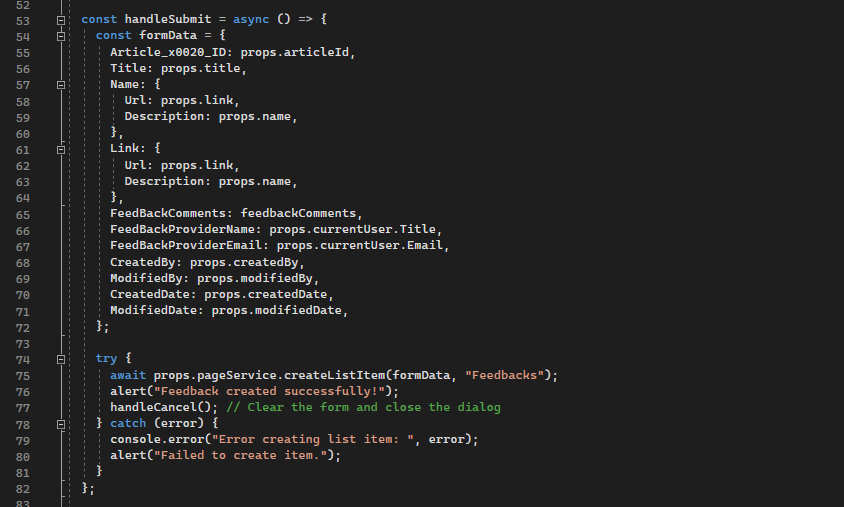 52
53 const handleSubmit = async () => {
54 const formData = {
55 Article_x0020_ID: props.articleId,
56 Title: props.title,
57 Name: {
58 Url: props.link,
59 Description: props.name,
60 },
61 Link: {
62 Url: props.link,
63 Description: props.name,
64 },
65 FeedBackComments: feedbackComments,
66 FeedBackProviderName: props.currentUser.Title,
67 FeedBackProviderEmail: props.currentUser.Email,
68 CreatedBy: props.createdBy,
69 ModifiedBy: props.modifiedBy,
70 CreatedDate: props.createdDate,
71 ModifiedDate: props.modifiedDate,
72 };
73
74 try {
75 await props.pageService.createListItem(formData, "Feedbacks");
76 alert("Feedback created successfully!");
77 handleCancel(); // Clear the form and close the dialog
78 } catch (error) {
79 console.error("Error creating list item: ", error);
80 alert("Failed to create item.");
81 }
82 };
83